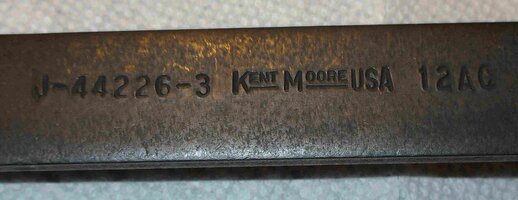 J-44226-3 KENT MOORE USA 12AC